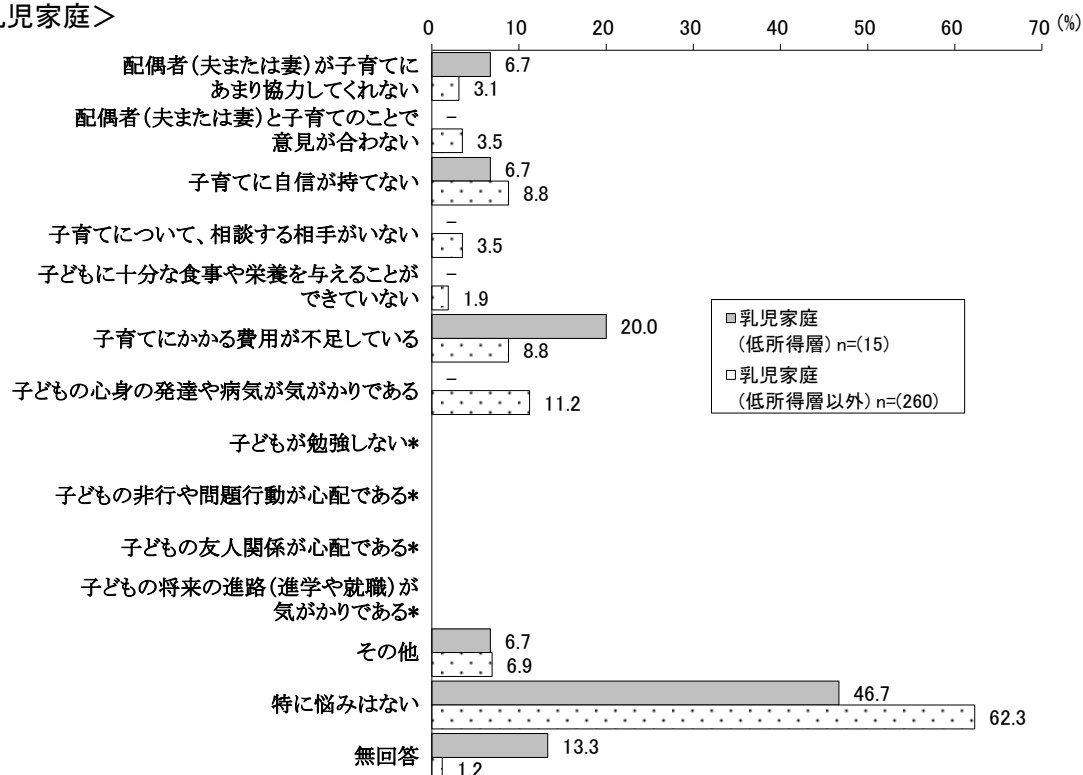 乳児家庭＞
0 10 20 30 40 50 60 70 (%)
配偶者（夫または妻）が子育てに
あまり協力してくれない
6.7
3.1
配偶者（夫または妻）と子育てのことで
意見が合わない
－
3.5
子育てに自信が持てない
6.7
8.8
子育てについて、相談する相手がいない
－
3.5
子どもに十分な食事や栄養を与えることが
できていない
－
1.9
子育てにかかる費用が不足している
20.0
8.8
子どもの心身の発達や病気が気がかりである
－
11.2
子どもが勉強しない*
子どもの非行や問題行動が心配である*
子どもの友人関係が心配である*
子どもの将来の進路（進学や就職）が
気がかりである*
その他
6.7
6.9
特に悩みはない
46.7
62.3
無回答
13.3
1.2
乳児家庭
（低所得層）n=(15)
乳児家庭
（低所得層以外）n=(260)